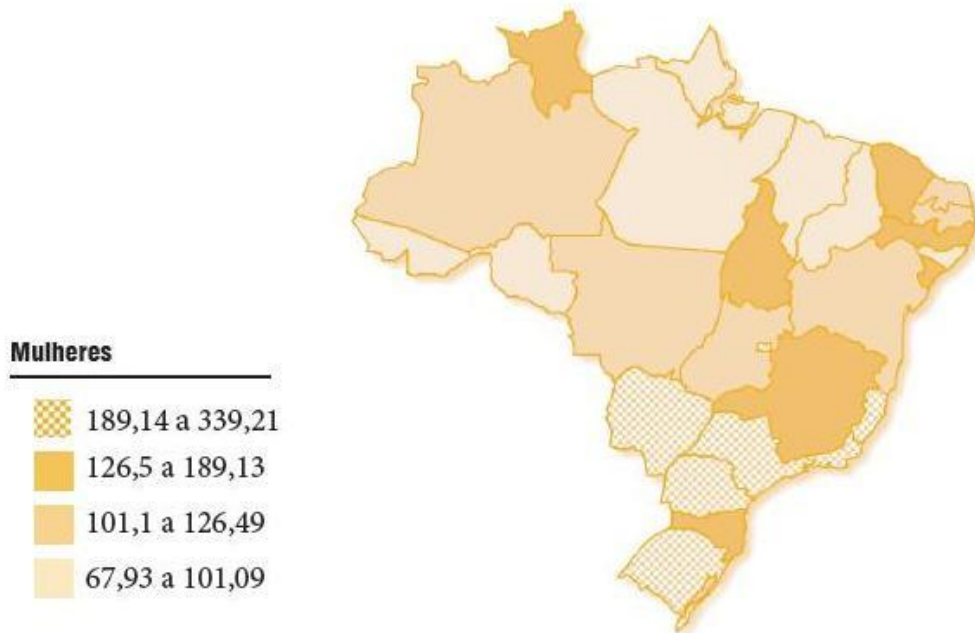 Mulheres
189,14 a 339,21
126,5 a 189,13
101,1 a 126,49
67,93 a 101,09